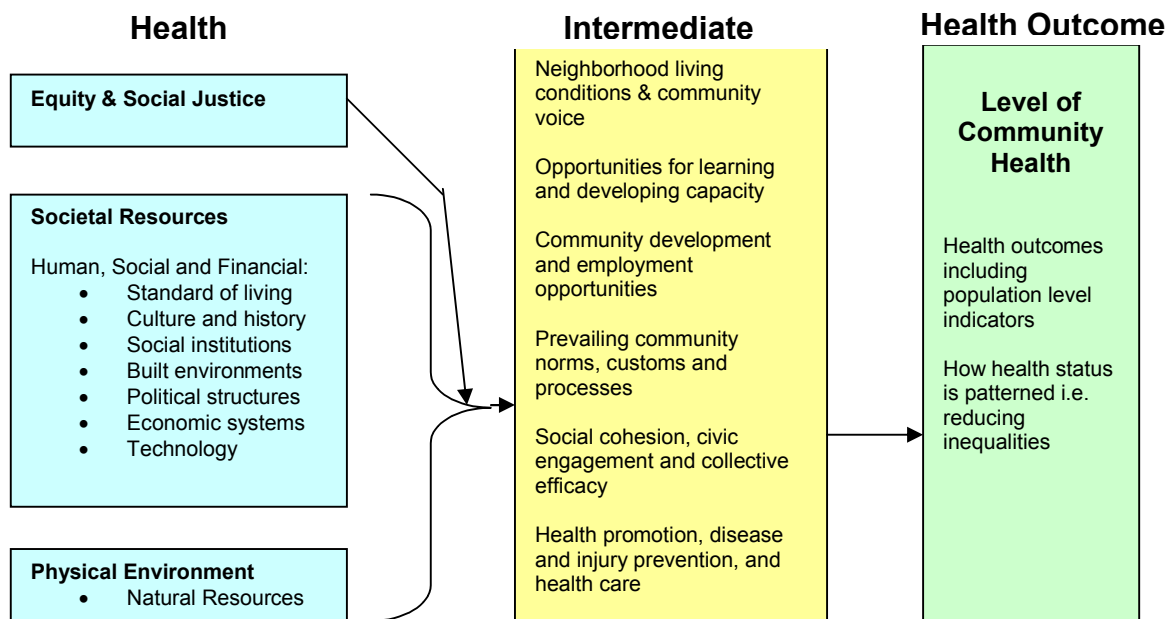 Health
Equity & Social Justice
Societal Resources
Human, Social and Financial:
• Standard of living
• Culture and history
• Social institutions
• Built environments
• Political structures
• Economic systems
• Technology
Physical Environment
• Natural Resources
Intermediate
Neighborhood living
conditions & community
voice
Opportunities for learning
and developing capacity
Community development
and employment
opportunities
Prevailing community
norms, customs and
processes
Social cohesion, civic
engagement and collective
efficacy
Health promotion, disease
and injury prevention, and
health care
Health Outcome
Level of
Community
Health
Health outcomes
including
population level
indicators
How health status
is patterned i.e.
reducing
inequalities